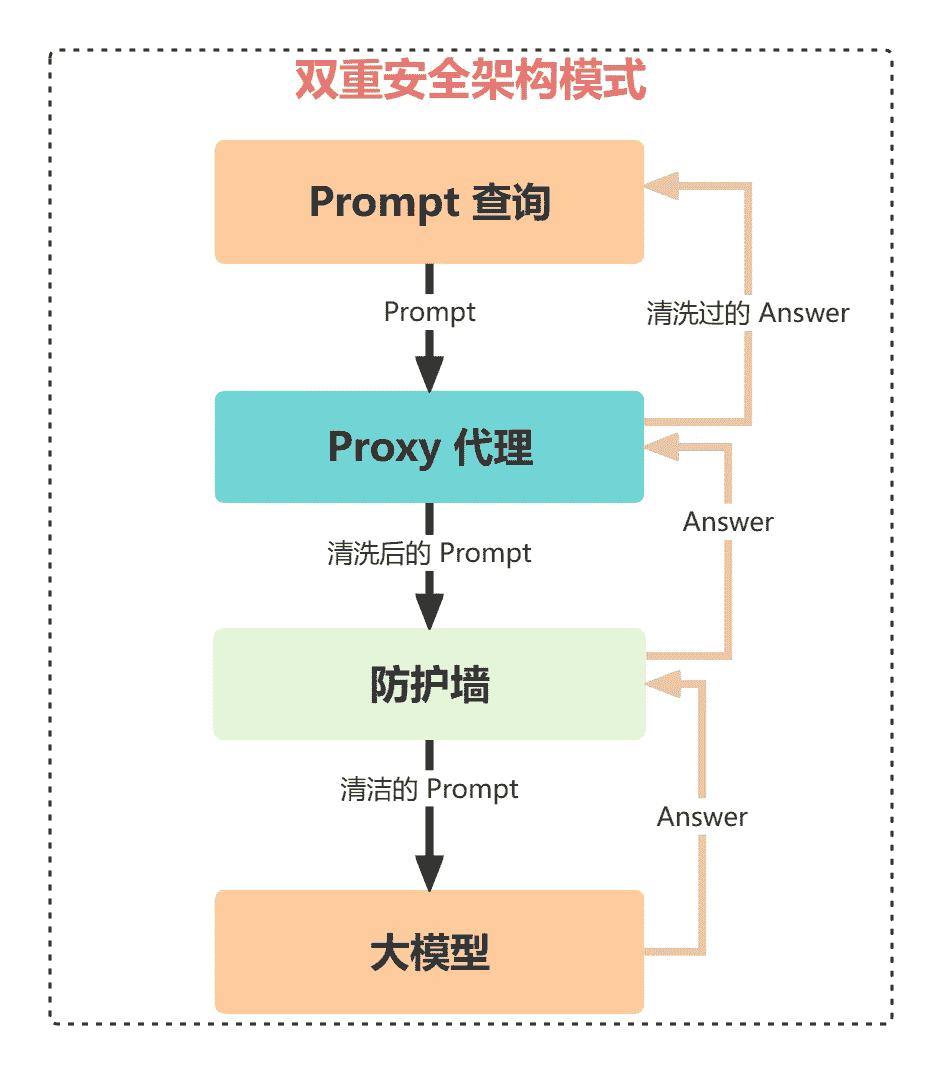 双重安全架构模式
Prompt 查询
Prompt
清洗过的 Answer
Proxy 代理
Answer
清洗后的 Prompt
防护墙
清洁的 Prompt
Answer
大模型